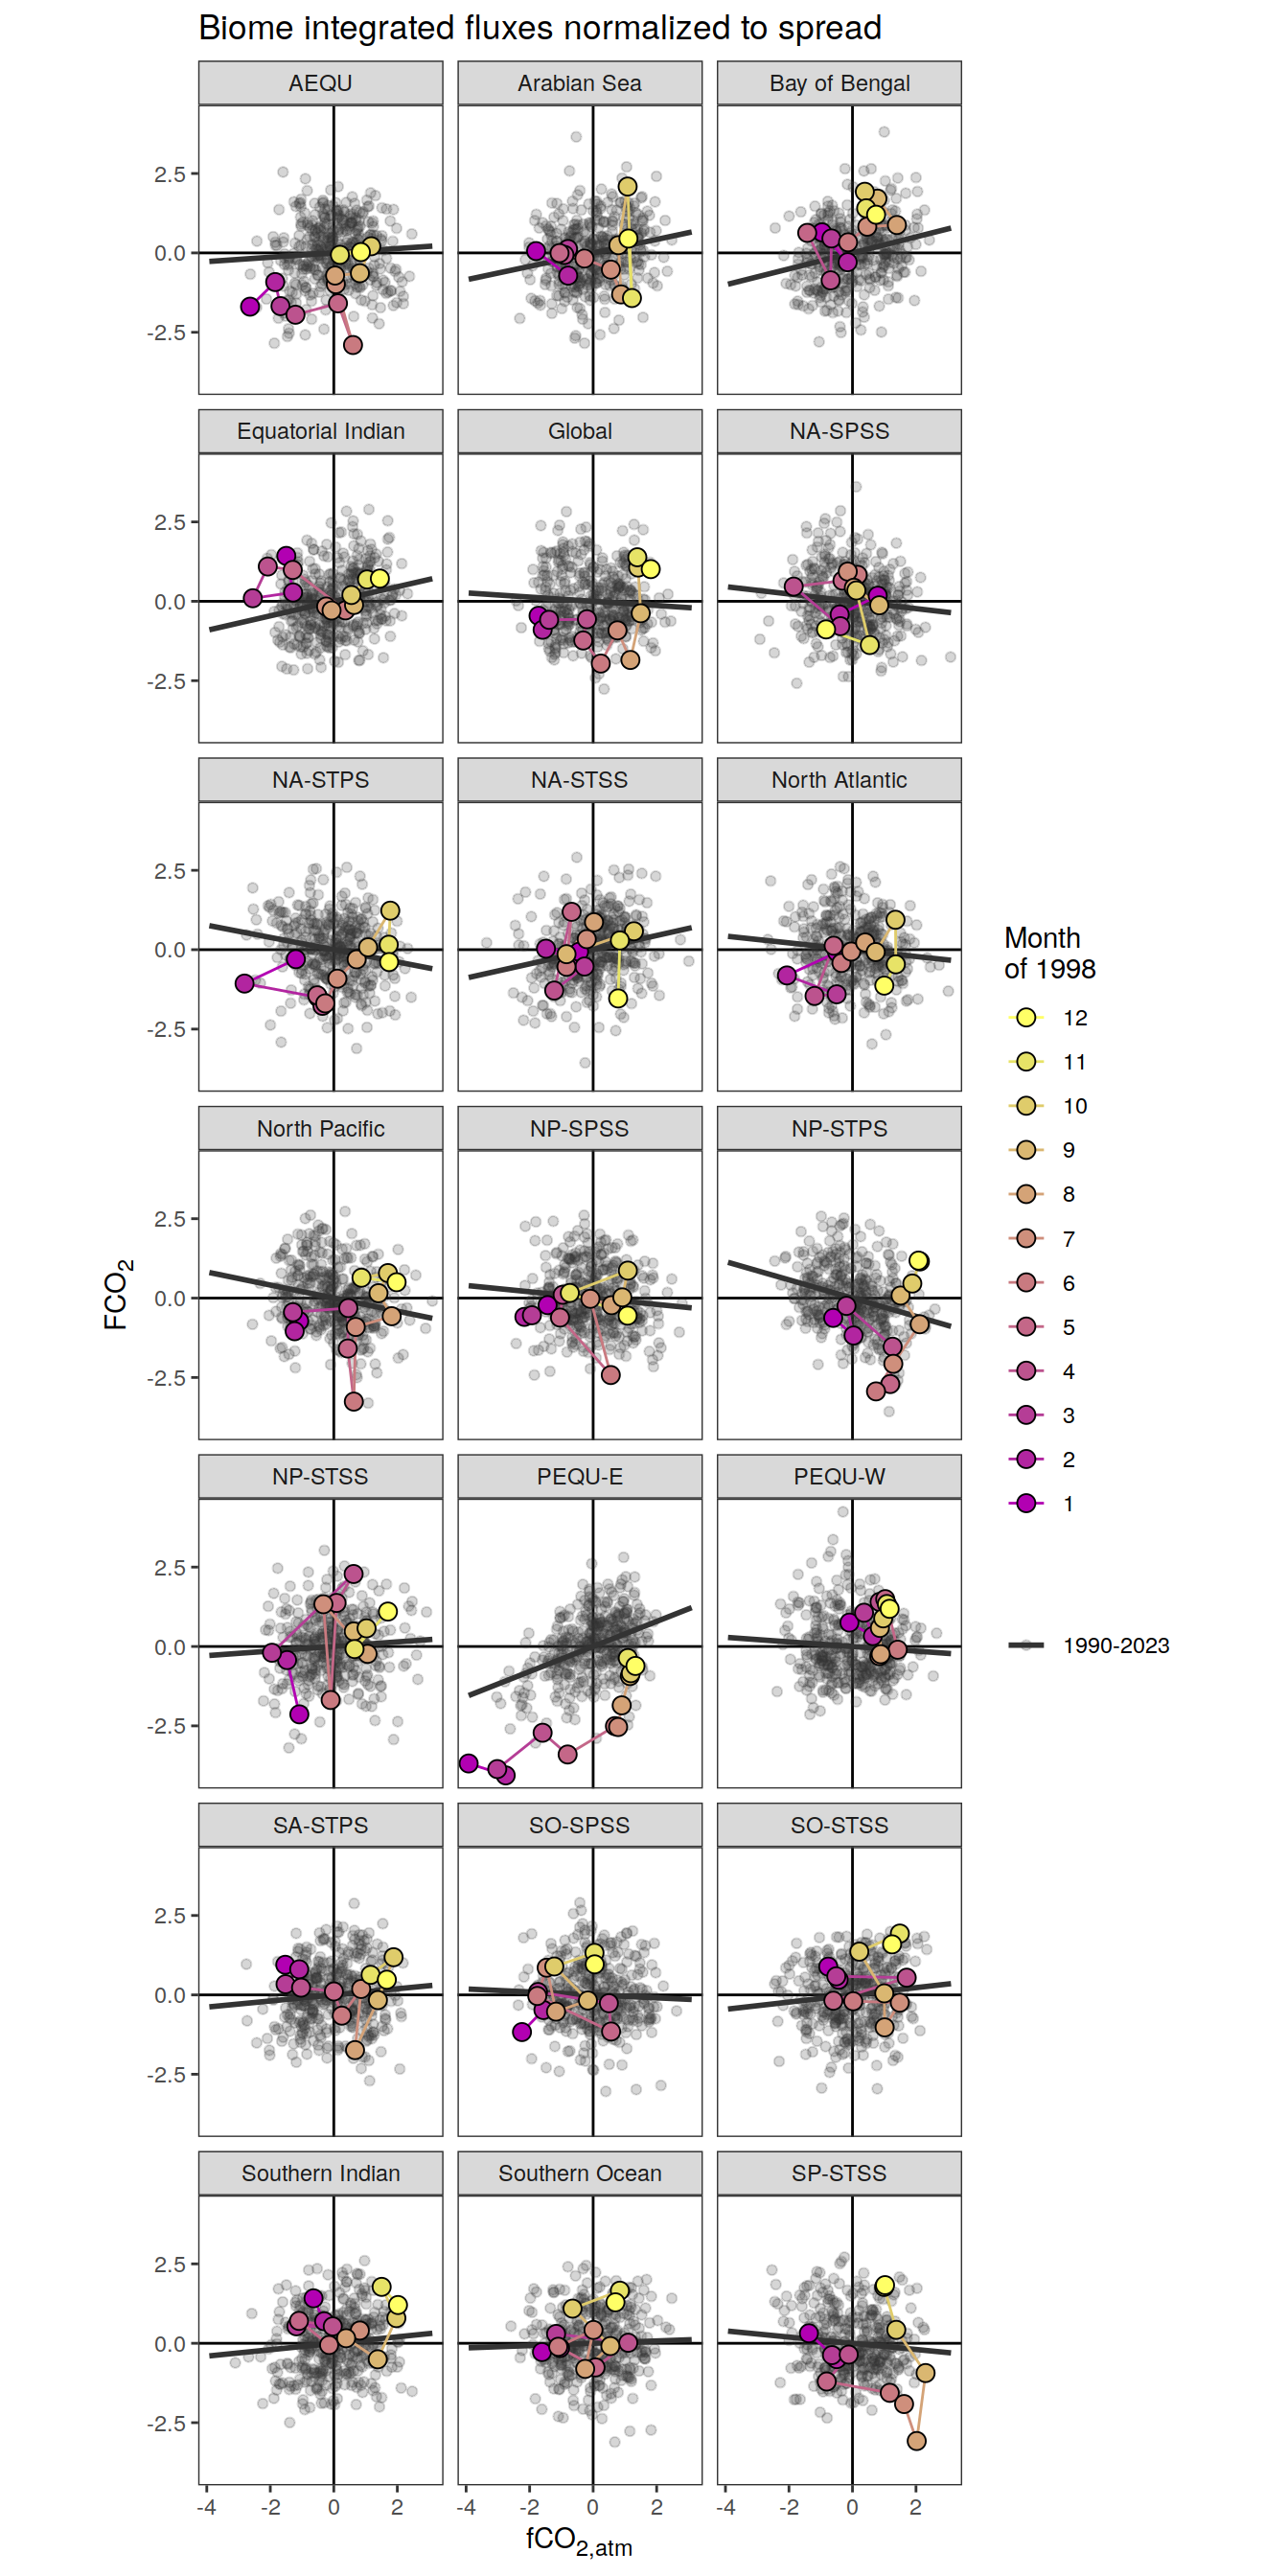 Biome integrated fluxes normalized to spread
AEQU
Arabian Sea
Bay of Bengal
2.5
0.0
-2.5
Equatorial Indian
Global
NA-SPSS
2.5
0.0
-2.5
NA-STPS
NA-STSS
North Atlantic
2.5
0.0
-2.5
North Pacific
NP-SPSS
NP-STPS
2.5
0.0
-2.5
NP-STSS
PEQU-E
PEQU-W
2.5
0.0
-2.5
SA-STPS
SO-SPSS
SO-STSS
2.5
0.0
-2.5
Southern Indian
Southern Ocean
SP-STSS
2.5
0.0
-2.5
-4 -2 0 2 -4 -2 0 2 -4 -2 0 2
fCO2,atm
FCO2
Month
of 1998
12
11
10
9
8
7
6
5
4
3
2
1
1990-2023